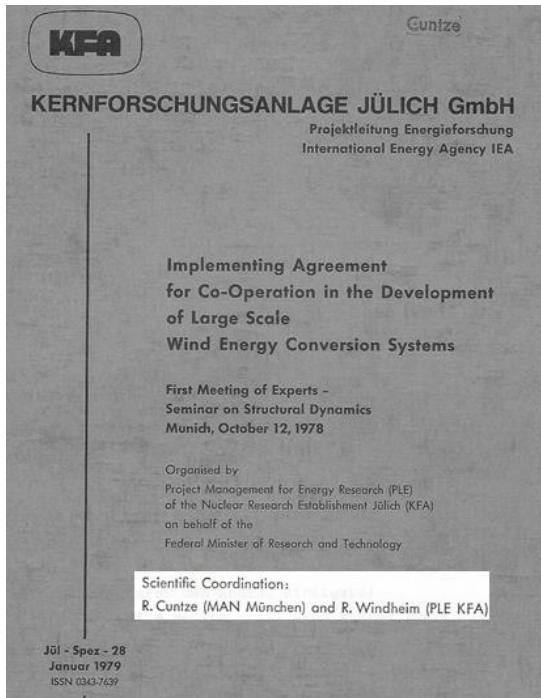 Cuntze
KFA
KERNFORSCHUNGSANLAGE JÜLICH GmbH
Projektleitung Energieforschung
International Energy Agency IEA
Implementing Agreement
for Co-Operation in the Development
of Large Scale
Wind Energy Conversion Systems
First Meeting of Experts –
Seminar on Structural Dynamics
Munich, October 12, 1978
Organised by
Project Management for Energy Research (PLE)
of the Nuclear Research Establishment Jülich (KFA)
on behalf of the
Federal Minister of Research and Technology
Scientific Coordination:
R. Cuntze (MAN München) and R. Windheim (PLE KFA)
Jül - Spez - 28
Januar 1979
ISSN 0343-7639